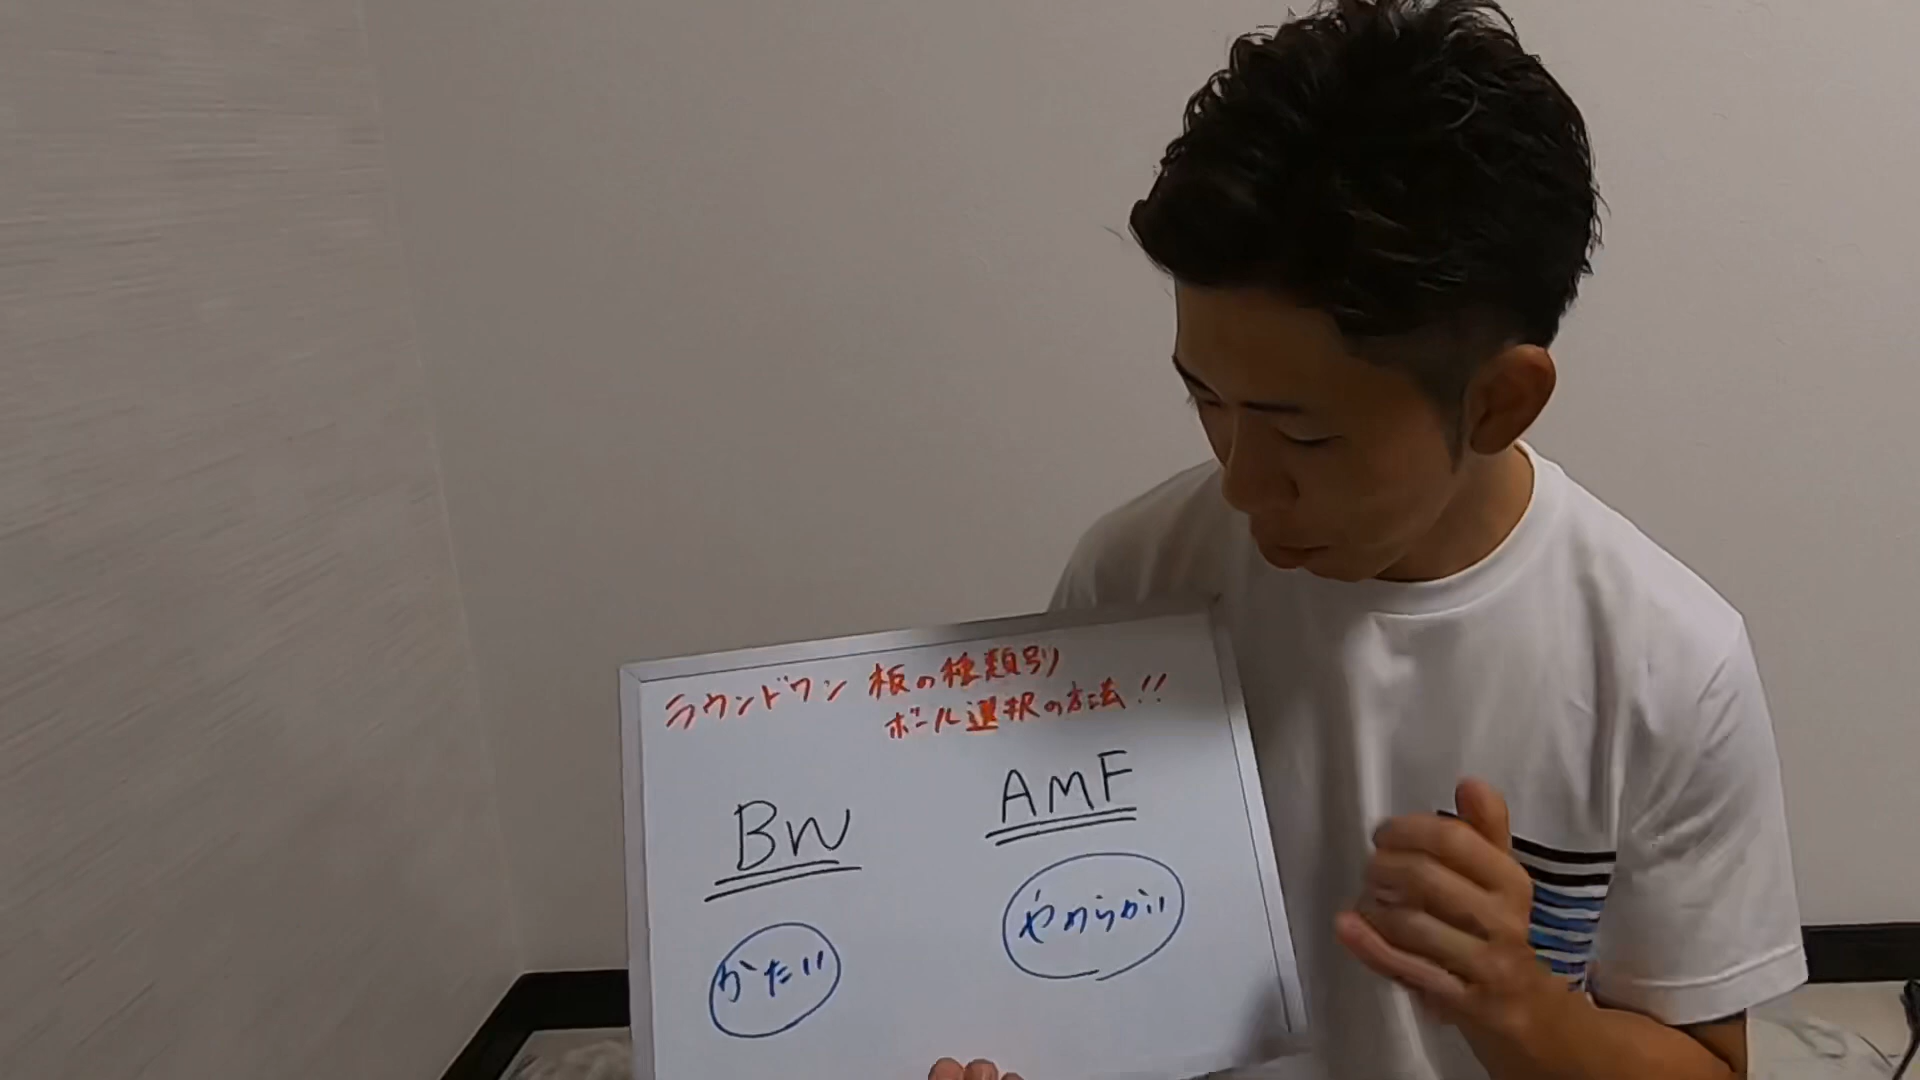 ラウンドワン 板の種類別
ボール選択の方法!!
BW
AMF
かたい
やわらかい